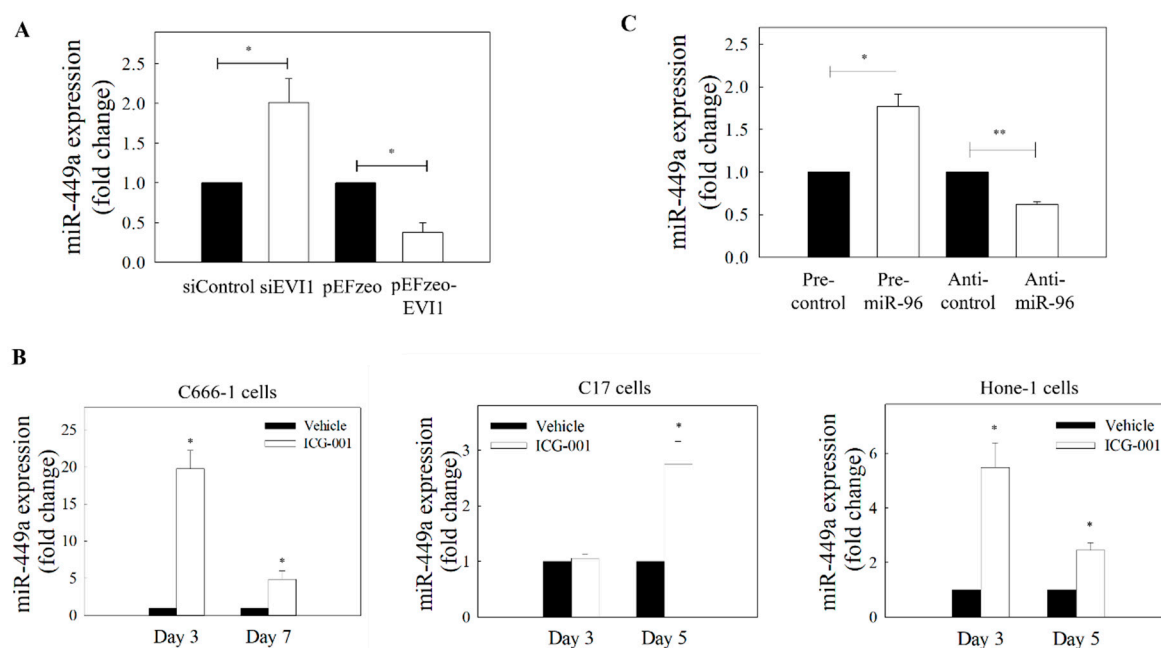 A
miR-449a expression
(fold change)
2.5
2.0
1.5
1.0
0.5
0.0
*
*
siControl siEVI1 pEFzeo pEFzeo-
EVI1
C
miR-449a expression
(fold change)
2.5
2.0
1.5
1.0
0.5
0.0
*
**
Pre-
control
Pre-
miR-96
Anti-
control
Anti-
miR-96
B
C666-1 cells
miR-449a expression
(fold change)
25
20
15
10
5
0
Vehicle
ICG-001
*
*
Day 3 Day 7
C17 cells
miR-449a expression
(fold change)
3
2
1
0
Vehicle
ICG-001
*
Day 3 Day 5
Hone-1 cells
miR-449a expression
(fold change)
6
4
2
0
Vehicle
ICG-001
*
*
Day 3 Day 5